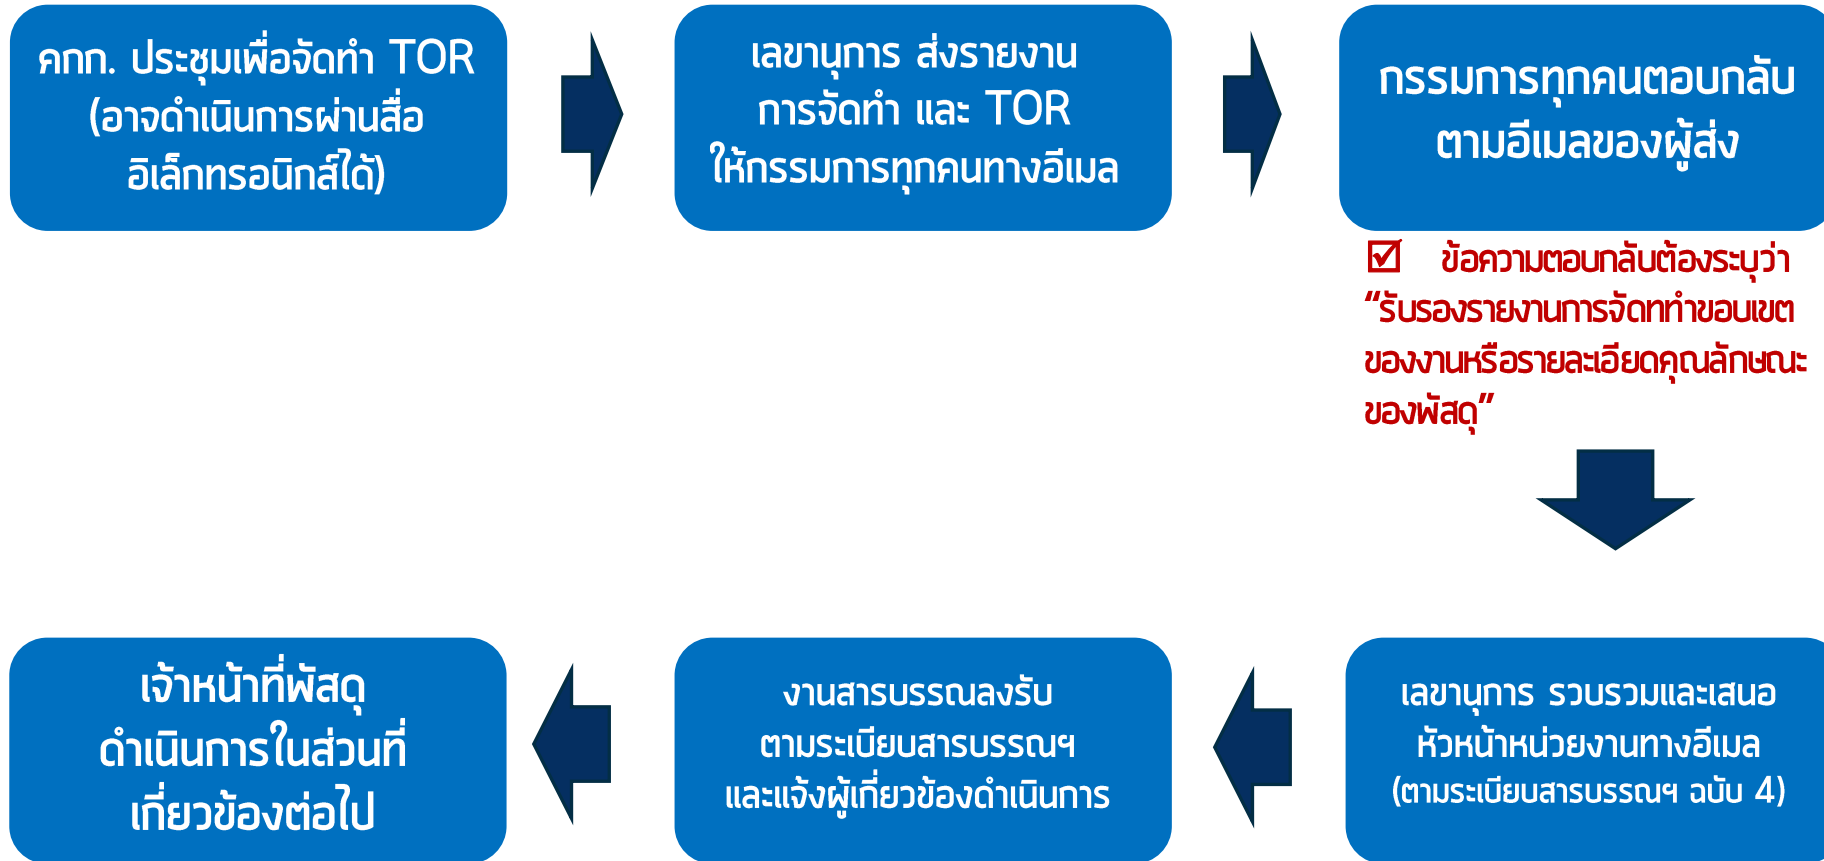 คกก. ประชุมเพื่อจัดทำ TOR
(อาจดำเนินการผ่านสื่อ
อิเล็กทรอนิกส์ได้)
เลขานุการ ส่งรายงาน
การจัดทำ และ TOR
ให้กรรมการทุกคนทางอีเมล
กรรมการทุกคนตอบกลับ
ตามอีเมลของผู้ส่ง
☑ ข้อความตอบกลับต้องระบุว่า
“รับรองรายงานการจัดททำขอบเขต
ของงานหรือรายละเอียดคุณลักษณะ
ของพัสดุ”
เลขานุการ รวบรวมและเสนอ
หัวหน้าหน่วยงานทางอีเมล
(ตามระเบียบสารบรรณฯ ฉบับ 4)
งานสารบรรณลงรับ
ตามระเบียบสารบรรณฯ
และแจ้งผู้เกี่ยวข้องดำเนินการ
เจ้าหน้าที่พัสดุ
ดำเนินการในส่วนที่
เกี่ยวข้องต่อไป